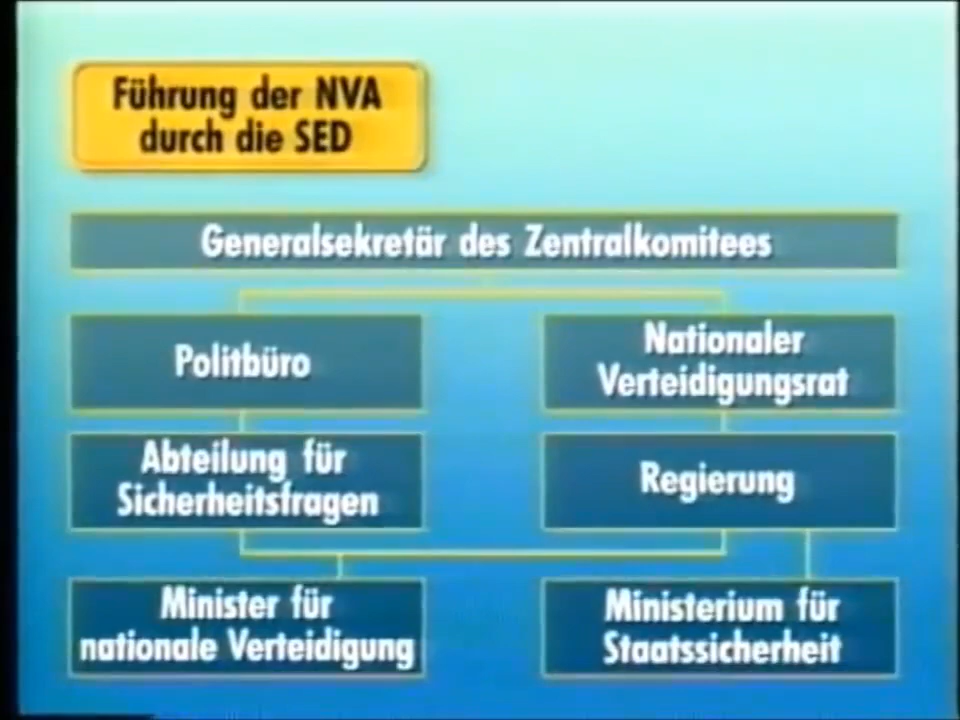 Führung der NVA
durch die SED
Generalsekretär des Zentralkomitees
Politbüro
Nationaler
Verteidigungsrat
Abteilung für
Sicherheitsfragen
Regierung
Minister für
nationale Verteidigung
Ministerium für
Staatssicherheit